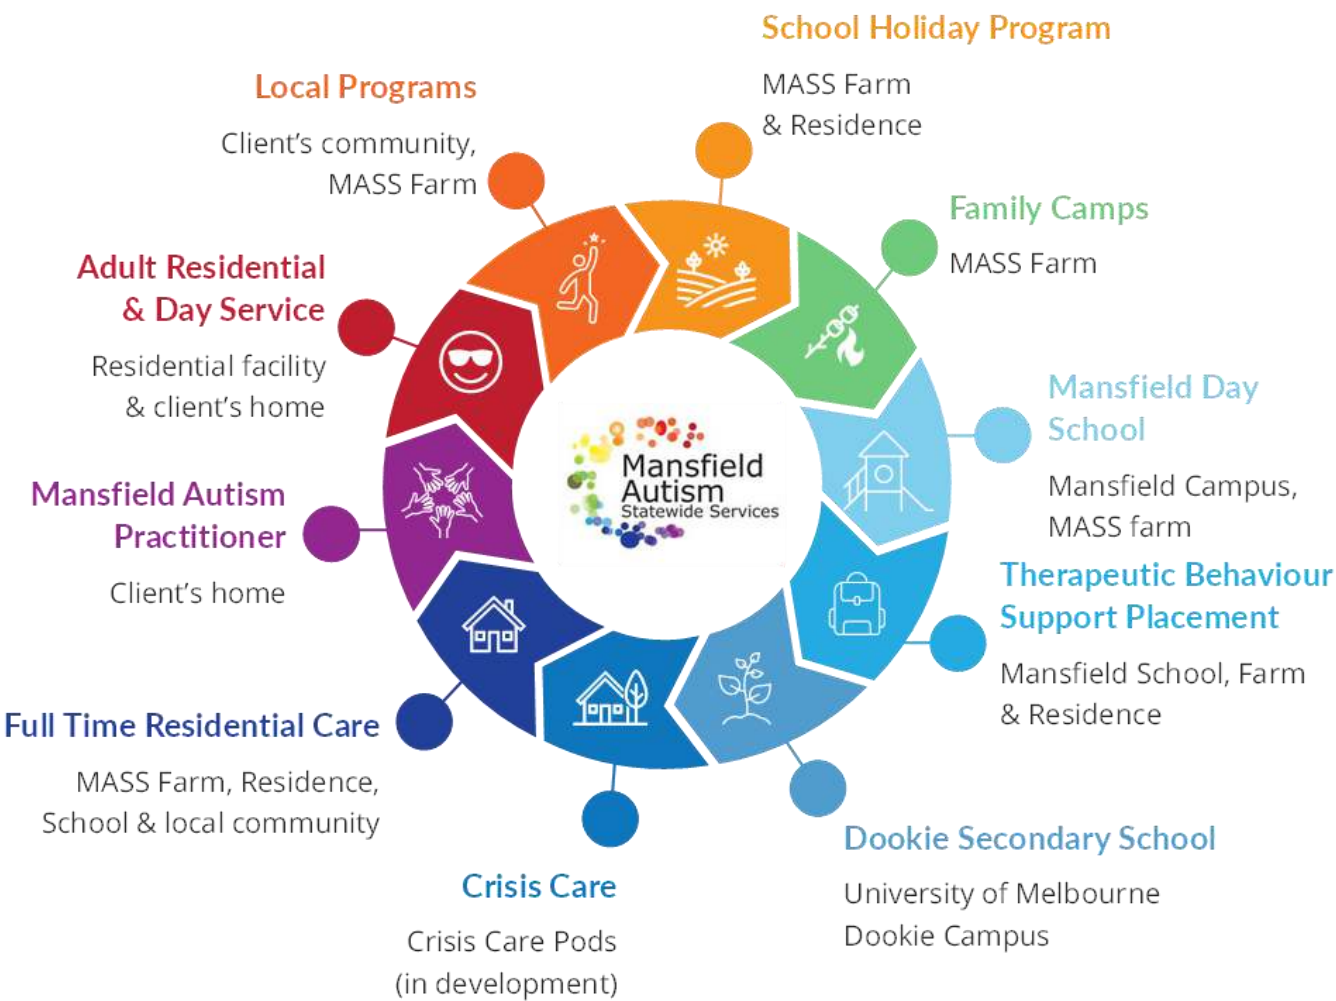 School Holiday Program
MASS Farm
& Residence
Local Programs
Client’s community,
MASS Farm
Family Camps
MASS Farm
Adult Residential
& Day Service
Residential facility
& client’s home
Mansfield Day
School
Mansfield Campus,
MASS farm
Mansfield
Autism
Statewide Services
Mansfield Autism
Practitioner
Client’s home
Therapeutic Behaviour
Support Placement
Mansfield School, Farm
& Residence
Full Time Residential Care
MASS Farm, Residence,
School & local community
Dookie Secondary School
University of Melbourne
Dookie Campus
Crisis Care
Crisis Care Pods
(in development)